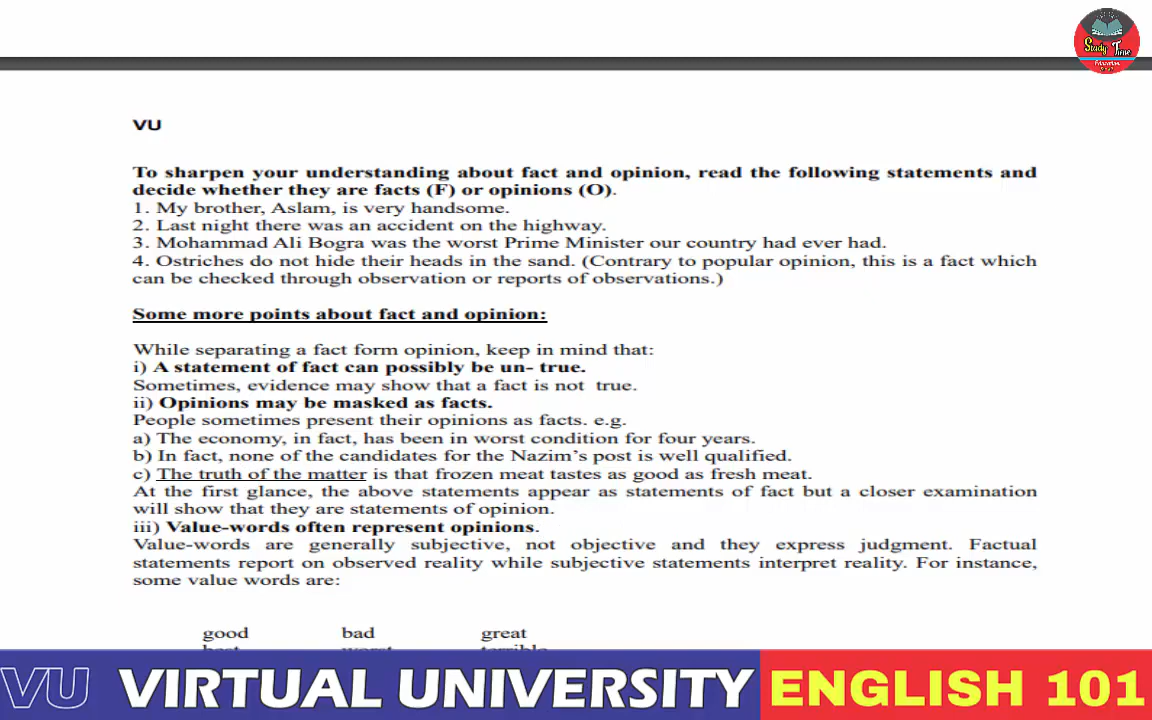 Study Time
Education
VU
To sharpen your understanding about fact and opinion, read the following statements and
decide whether they are facts (F) or opinions (O).
1. My brother, Aslam, is very handsome.
2. Last night there was an accident on the highway.
3. Mohammad Ali Bogra was the worst Prime Minister our country had ever had.
4. Ostriches do not hide their heads in the sand. (Contrary to popular opinion, this is a fact which
can be checked through observation or reports of observations.)
Some more points about fact and opinion:
While separating a fact form opinion, keep in mind that:
i) A statement of fact can possibly be un- true.
Sometimes, evidence may show that a fact is not true.
ii) Opinions may be masked as facts.
People sometimes present their opinions as facts. e.g.
a) The economy, in fact, has been in worst condition for four years.
b) In fact, none of the candidates for the Nazim's post is well qualified.
c) The truth of the matter is that frozen meat tastes as good as fresh meat.
At the first glance, the above statements appear as statements of fact but a closer examination
will show that they are statements of opinion.
iii) Value-words often represent opinions.
Value-words are generally subjective, not objective and they express judgment. Factual
statements report on observed reality while subjective statements interpret reality. For instance,
some value words are:
good bad great
best worst terrible
VU VIRTUAL UNIVERSITY ENGLISH 101